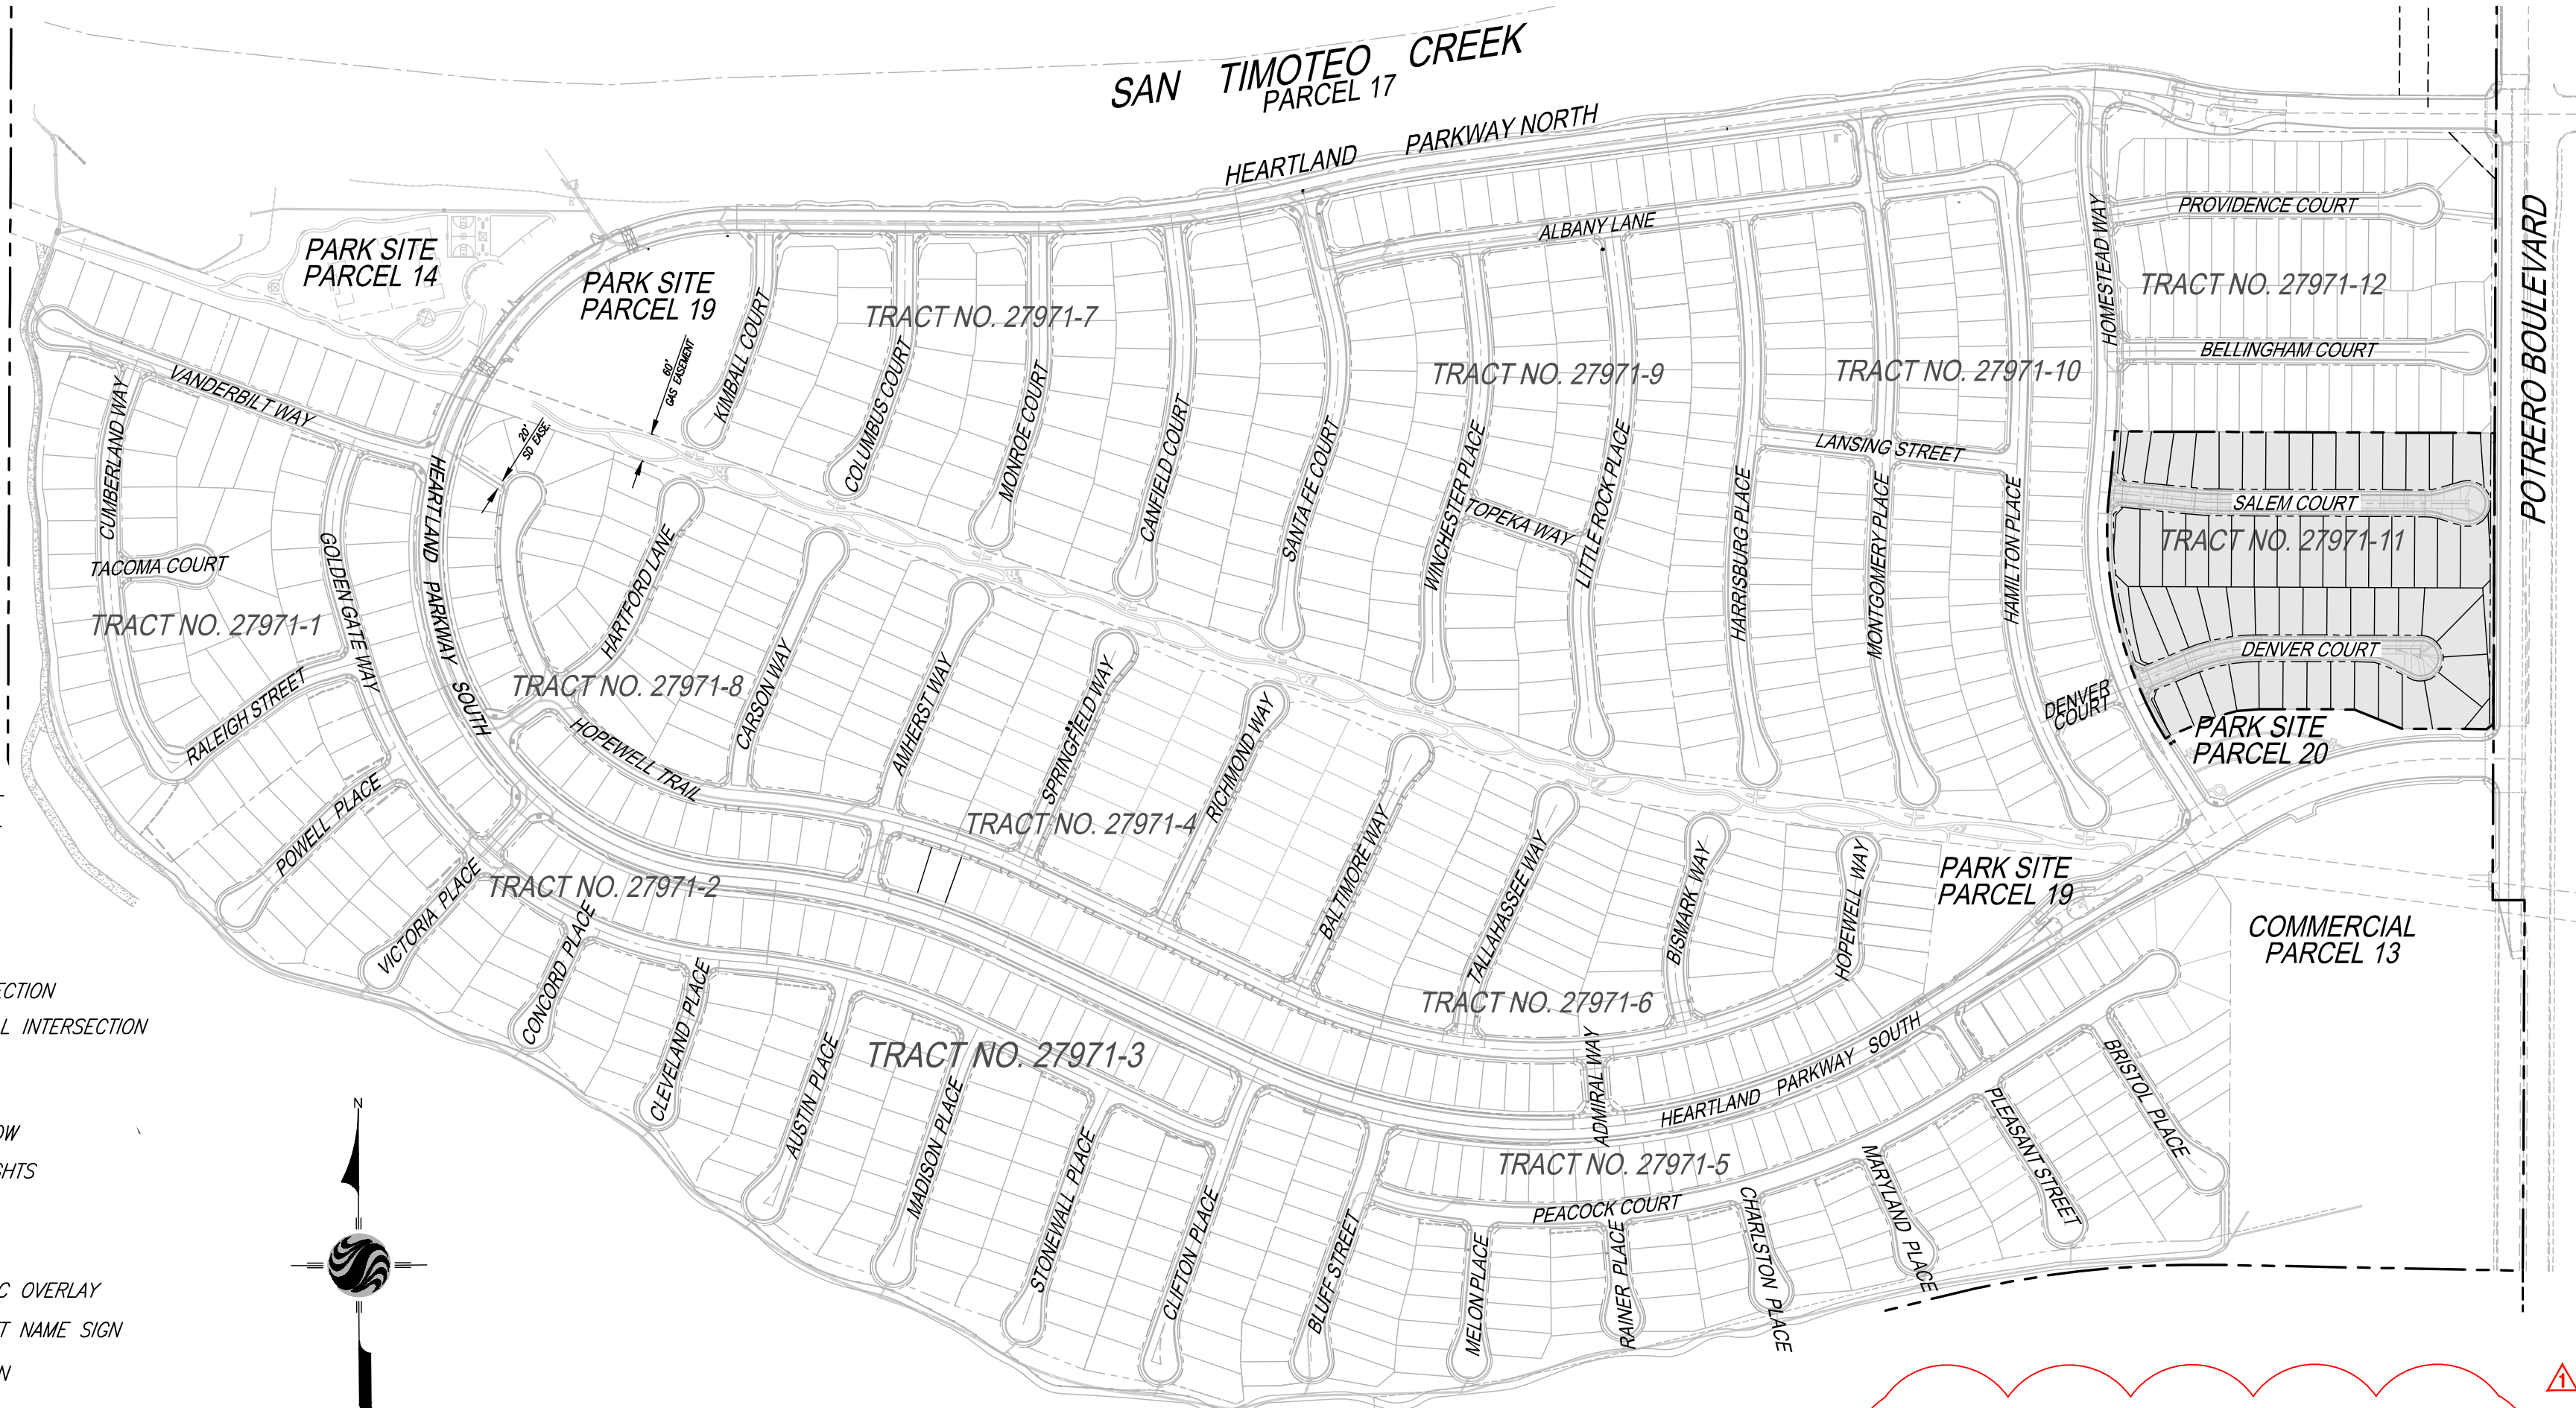 SAN TIMOTEO CREEK
PARCEL 17
HEARTLAND PARKWAY NORTH
PARK SITE
PARCEL 14
PARK SITE
PARCEL 19
60'
GAS EASEMENT
20'
SD EASE.
KIMBALL COURT
TRACT NO. 27971-7
COLUMBUS COURT
MONROE COURT
CANFIELD COURT
SANTA FE COURT
ALBANY LANE
TRACT NO. 27971-9
WINCHESTER PLACE
TOPEKA WAY
LITTLE ROCK PLACE
HARRISBURG PLACE
TRACT NO. 27971-10
LANSING STREET
MONTGOMERY PLACE
HAMILTON PLACE
HOMESTEAD WAY
PROVIDENCE COURT
TRACT NO. 27971-12
BELLINGHAM COURT
SALEM COURT
TRACT NO. 27971-11
DENVER COURT
DENVER
COURT
PARK SITE
PARCEL 20
POTRERO BOULEVARD
VANDERBILT WAY
CUMBERLAND WAY
TACOMA COURT
GOLDEN GATE WAY
TRACT NO. 27971-1
RALEIGH STREET
HEARTLAND PARKWAY SOUTH
HARTFORD LANE
TRACT NO. 27971-8
HOPEWELL TRAIL
CARSON WAY
AMHERST WAY
SPRINGFIELD WAY
TRACT NO. 27971-4
RICHMOND WAY
BALTIMORE WAY
TALLAHASSEE WAY
BISMARK WAY
HOPEWELL WAY
TRACT NO. 27971-6
PARK SITE
PARCEL 19
COMMERCIAL
PARCEL 13
POWELL PLACE
VICTORIA PLACE
TRACT NO. 27971-2
CONCORD PLACE
CLEVELAND PLACE
AUSTIN PLACE
TRACT NO. 27971-3
MADISON PLACE
STONEWALL PLACE
CLIFTON PLACE
BLUFF STREET
ADMIRAL WAY
HEARTLAND PARKWAY SOUTH
TRACT NO. 27971-5
PEACOCK COURT
MELON PLACE
RAINER PLACE
CHARLSTON PLACE
MARYLAND PLACE
PLEASANT STREET
BRISTOL PLACE
ECTION
L INTERSECTION
OW
GHTS
C OVERLAY
T NAME SIGN
N
N
1